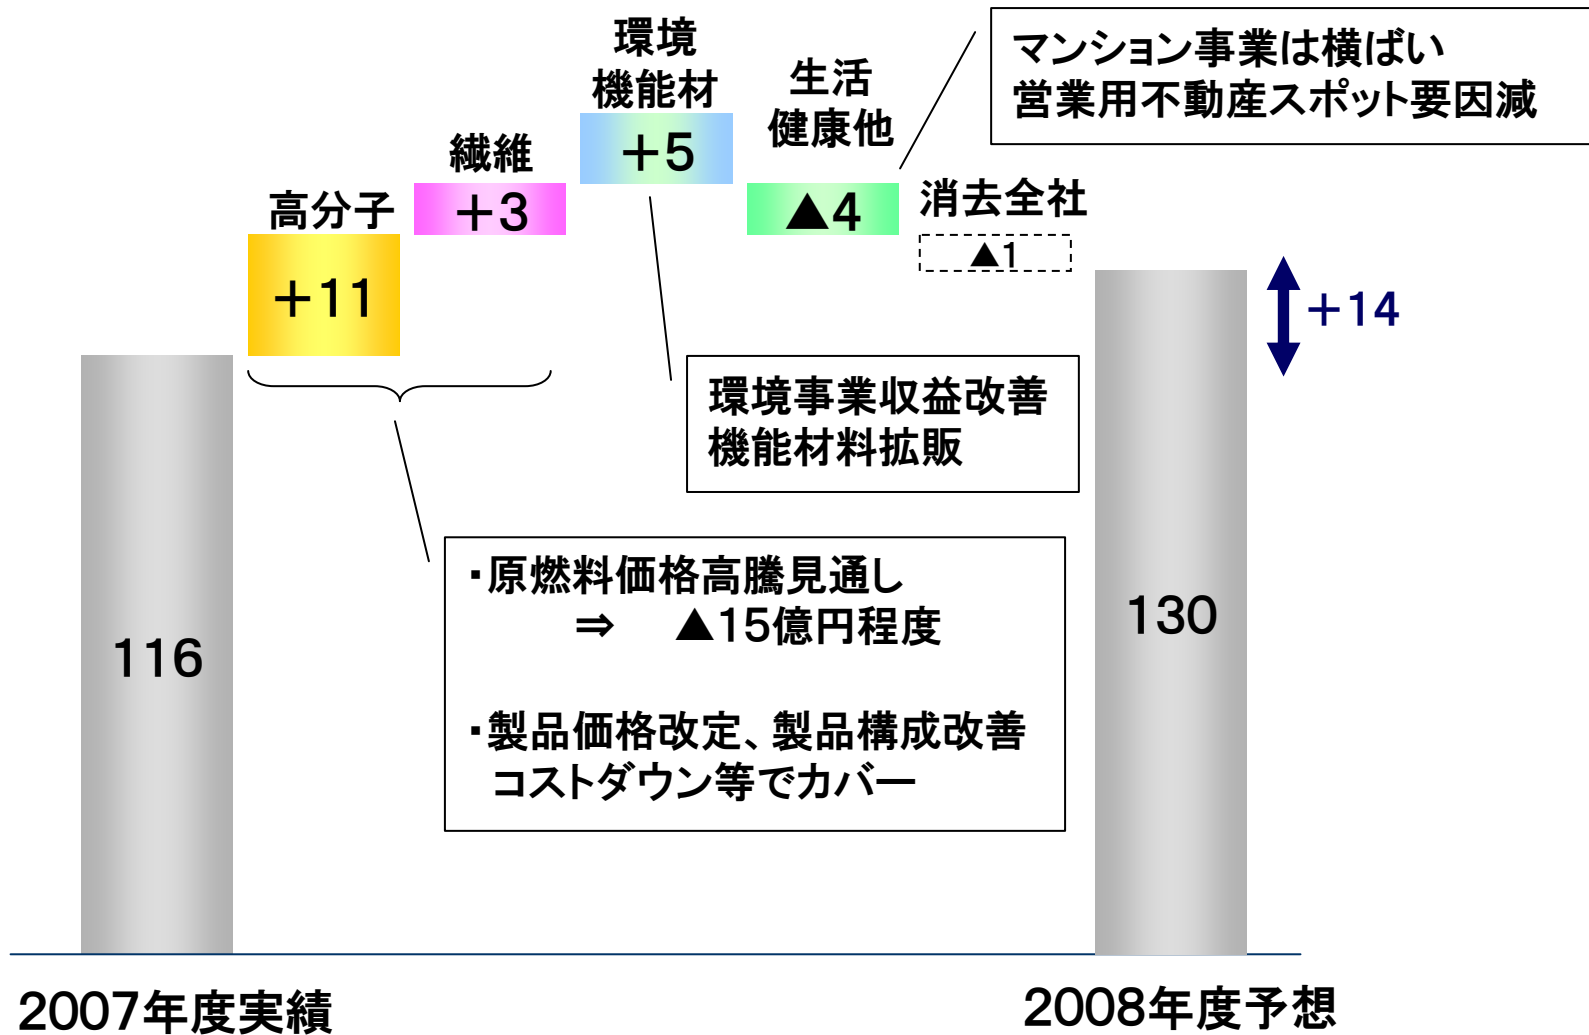 環境
機能材
+5
生活
健康他
▲4
マンション事業は横ばい
営業用不動産スポット要因減
繊維
+3
高分子
+11
消去全社
▲1
+14
環境事業収益改善
機能材料拡販
・原燃料価格高騰見通し
⇒ ▲15億円程度
・製品価格改定、製品構成改善
コストダウン等でカバー
116
130
2007年度実績
2008年度予想